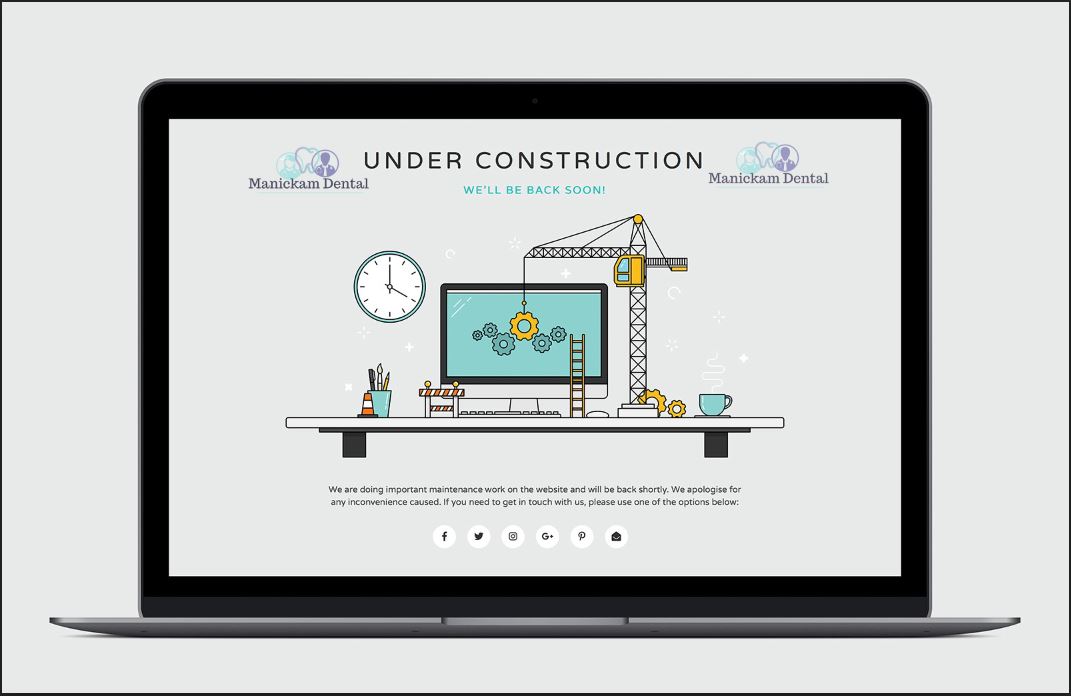 UNDER CONSTRUCTION
Manickam Dental
Manickam Dental
WE'LL BE BACK SOON!
We are doing important maintenance work on the website and will be back shortly. We apologise for
any inconvenience caused. If you need to get in touch with us, please use one of the options below:
G+